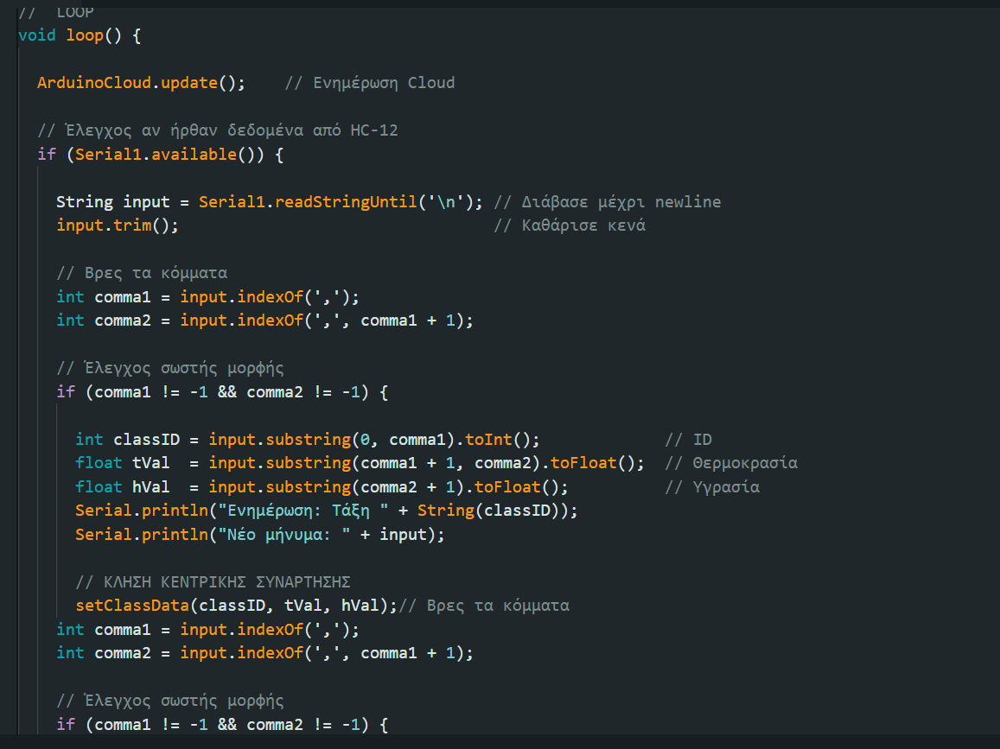 //  LOOP
void loop() {
ArduinoCloud.update();    // Ενημέρωση Cloud
// Έλεγχος αν ήρθαν δεδομένα από HC-12
if (Serial1.available()) {
String input = Serial1.readStringUntil('\n'); // Διάβασε μέχρι newline
input.trim();                                 // Καθάρισε κενά
// Βρες τα κόμματα
int comma1 = input.indexOf(',');
int comma2 = input.indexOf(',', comma1 + 1);
// Έλεγχος σωστής μορφής
if (comma1 != -1 && comma2 != -1) {
int classID = input.substring(0, comma1).toInt();             // ID
float tVal  = input.substring(comma1 + 1, comma2).toFloat();  // Θερμοκρασία
float hVal  = input.substring(comma2 + 1).toFloat();          // Υγρασία
Serial.println("Ενημέρωση: Τάξη " + String(classID));
Serial.println("Νέο μήνυμα: " + input);
// ΚΛΗΣΗ ΚΕΝΤΡΙΚΗΣ ΣΥΝΑΡΤΗΣΗΣ
setClassData(classID, tVal, hVal);// Βρες τα κόμματα
int comma1 = input.indexOf(',');
int comma2 = input.indexOf(',', comma1 + 1);
// Έλεγχος σωστής μορφής
if (comma1 != -1 && comma2 != -1) {